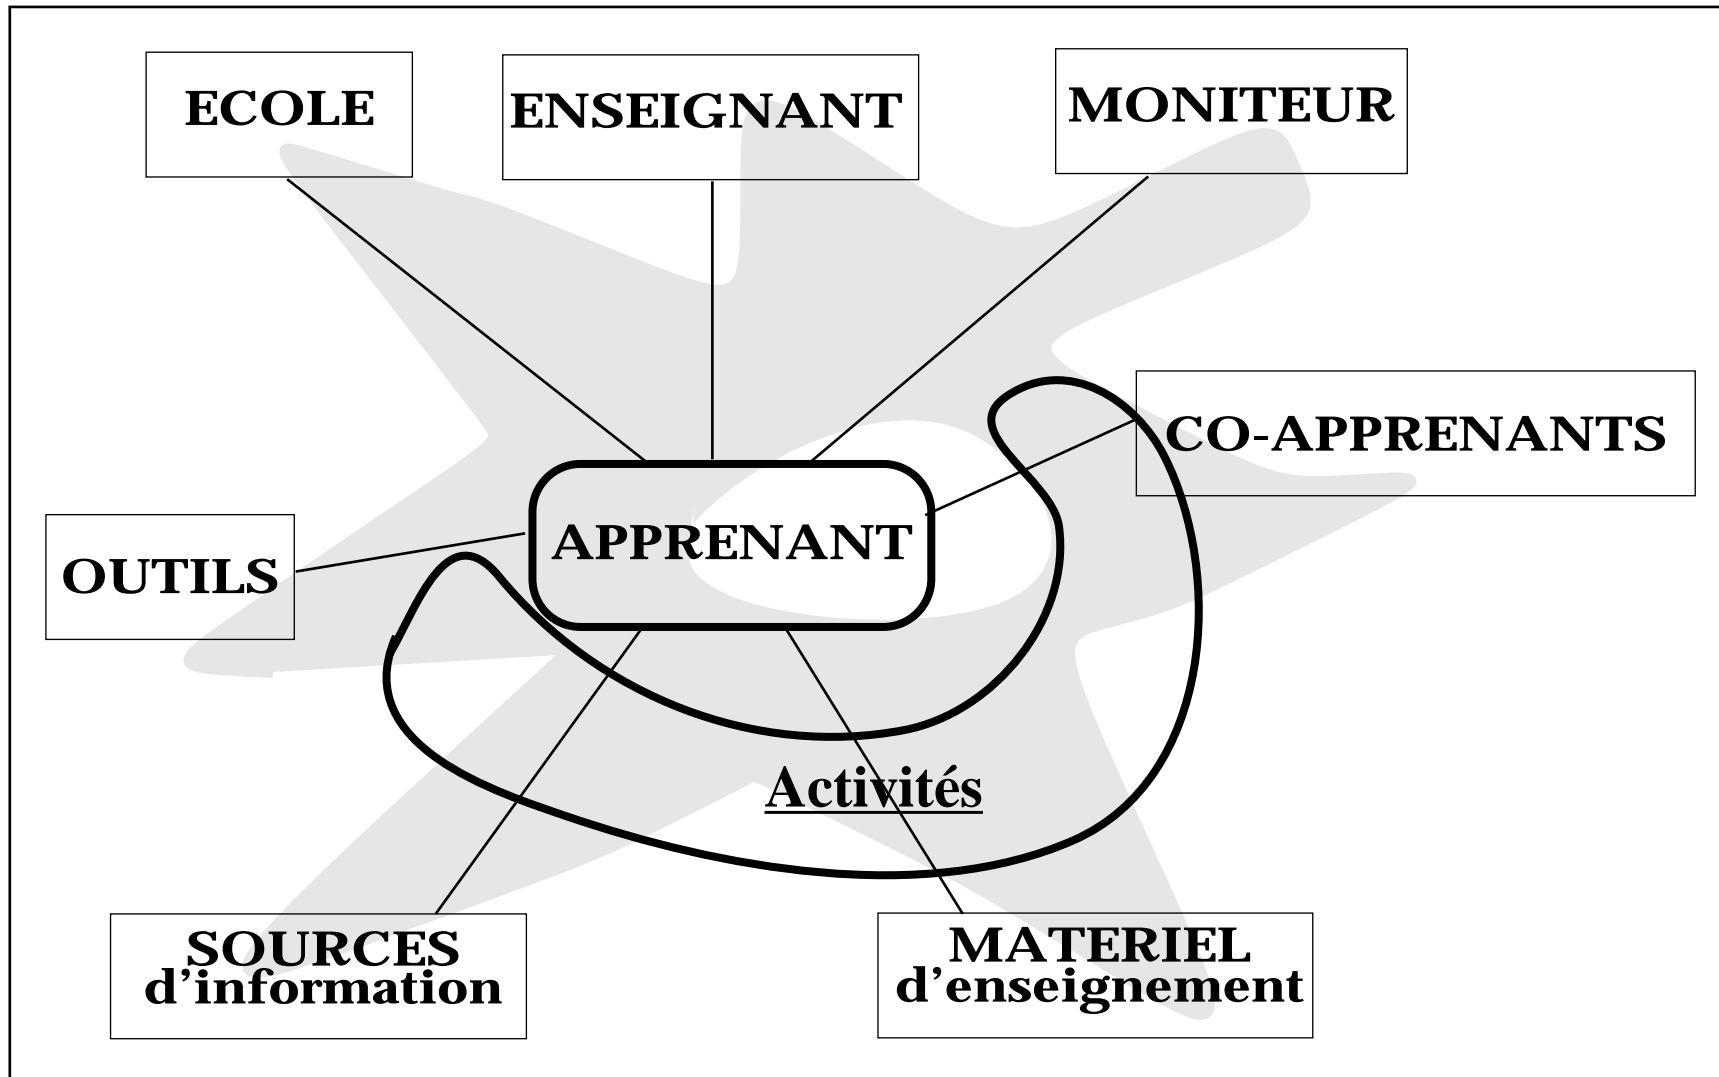 ECOLE
ENSEIGNANT
MONITEUR
CO-APPRENANTS
APPRENANT
OUTILS
Activités
SOURCES
d'information
MATERIEL
d'enseignement